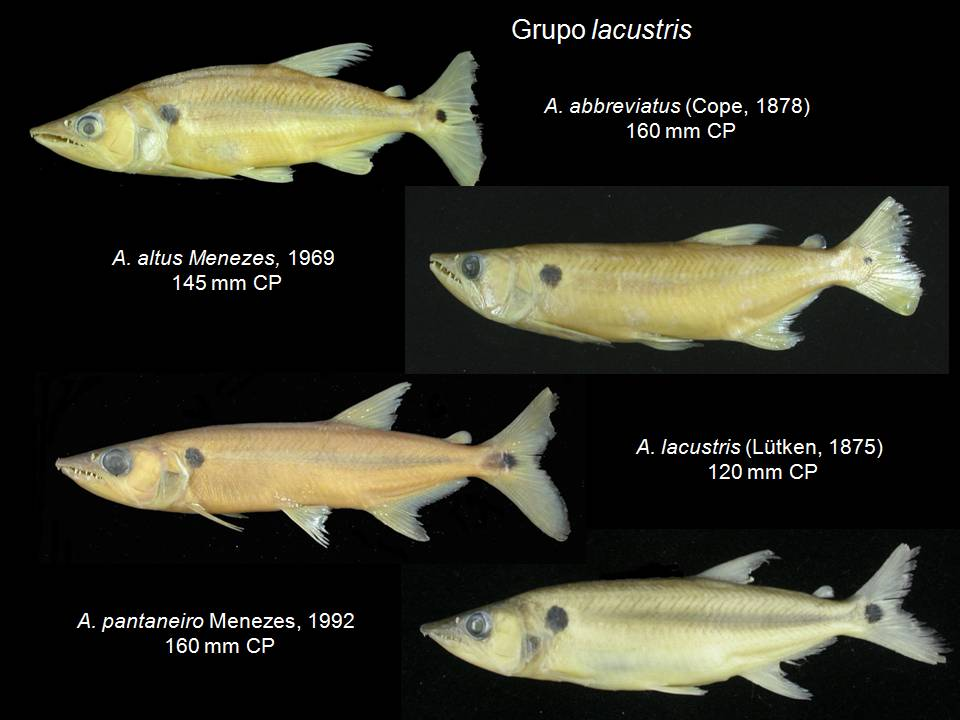 Grupo lacustris
A. abbreviatus (Cope, 1878)
160 mm CP
A. altus Menezes, 1969
145 mm CP
A. lacustris (Lütken, 1875)
120 mm CP
A. pantaneiro Menezes, 1992
160 mm CP